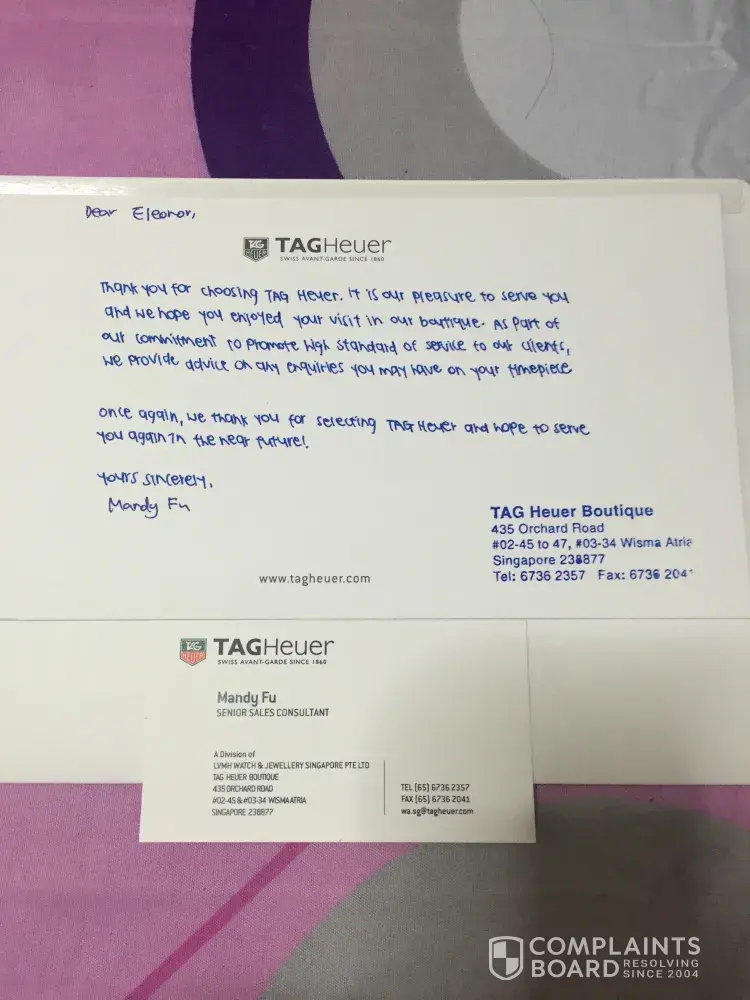 Dear Eleonor,
TAG HEUER TAGHeuer
SWISS AVANT-GARDE SINCE 1860
Thank you for choosing TAG Heuer. It is our pleasure to serve you
and we hope you enjoyed your visit in our boutique. As part of
our commitment to promote high standard of service to our clients,
we provide advice on any enquiries you may have on your timepiece
once again, we thank you for selecting TAG Heuer and hope to serve
you again in the near future!
Yours sincerely,
Mandy Fu
TAG Heuer Boutique
435 Orchard Road
#02-45 to 47, #03-34 Wisma Atria
Singapore 238877
Tel: 6736 2357 Fax: 6736 2041
www.tagheuer.com
TAG HEUER TAGHeuer
SWISS AVANT-GARDE SINCE 1860
Mandy Fu
SENIOR SALES CONSULTANT
A Division of
LVMH WATCH & JEWELLERY SINGAPORE PTE LTD
TAG HEUER BOUTIQUE
435 ORCHARD ROAD
#02-45 & #03-34 WISMA ATRIA
SINGAPORE 238877
TEL (65) 6736 2357
FAX (65) 6736 2041
wa.sg@tagheuer.com
COMPLAINTS
BOARD RESOLVING
SINCE 2004